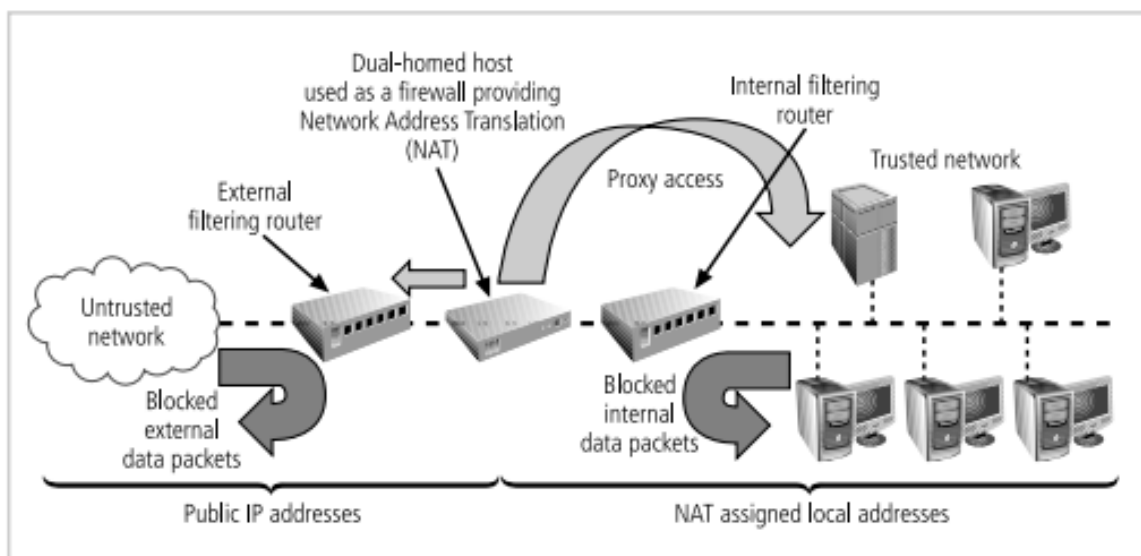 Dual-homed host
used as a firewall providing
Network Address Translation
(NAT)
Internal filtering
router
Proxy access
Trusted network
External
filtering router
Untrusted
network
Blocked
external
data packets
Blocked
internal
data packets
Public IP addresses
NAT assigned local addresses